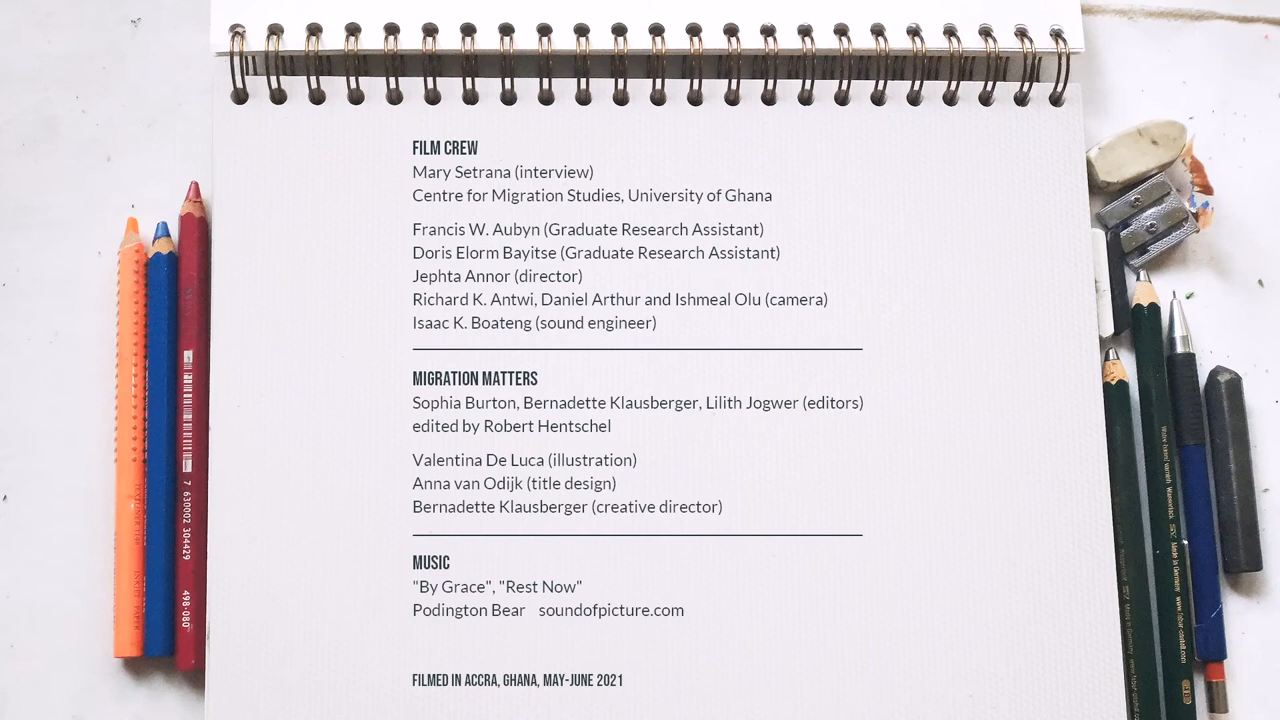 FILM CREW
Mary Setrana (interview)
Centre for Migration Studies, University of Ghana
Francis W. Aubyn (Graduate Research Assistant)
Doris Elorm Bayitse (Graduate Research Assistant)
Jephta Annor (director)
Richard K. Antwi, Daniel Arthur and Ishmeal Olu (camera)
Isaac K. Boateng (sound engineer)
MIGRATION MATTERS
Sophia Burton, Bernadette Klausberger, Lilith Jogwer (editors)
edited by Robert Hentschel
Valentina De Luca (illustration)
Anna van Odijk (title design)
Bernadette Klausberger (creative director)
MUSIC
"By Grace", "Rest Now"
Podington Bear soundofpicture.com
FILMED IN ACCRA, GHANA, MAY-JUNE 2021
7 630002 304429
498-080
Made in Germany